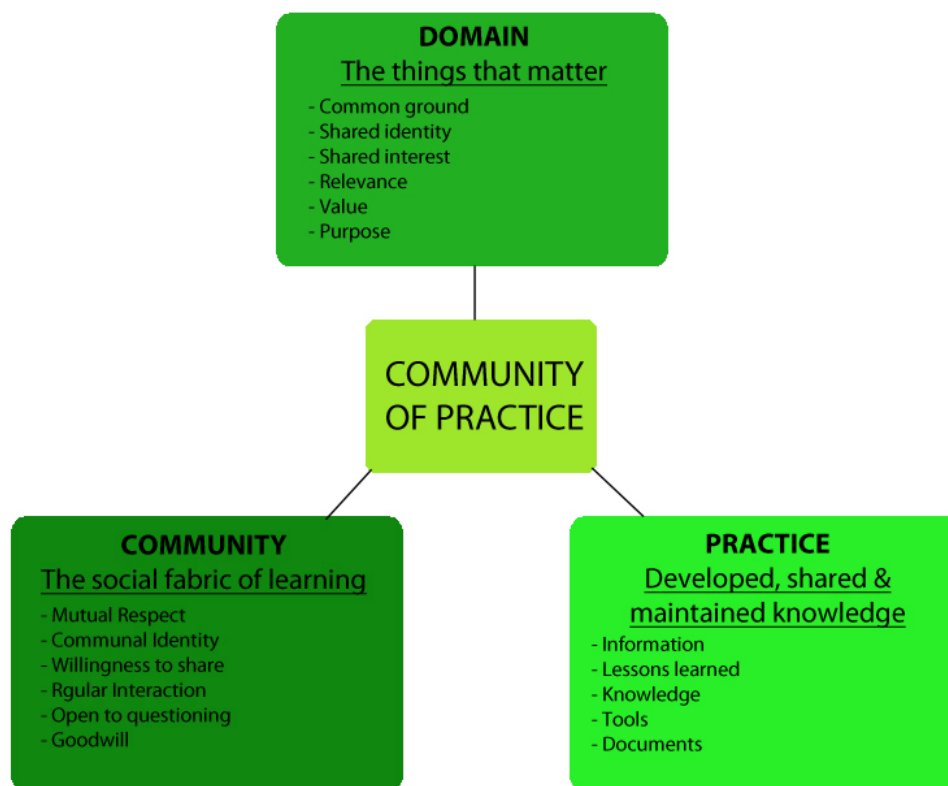 DOMAIN
The things that matter
- Common ground
- Shared identity
- Shared interest
- Relevance
- Value
- Purpose
COMMUNITY
OF PRACTICE
COMMUNITY
The social fabric of learning
- Mutual Respect
- Communal Identity
- Willingness to share
- Rgular Interaction
- Open to questioning
- Goodwill
PRACTICE
Developed, shared &
maintained knowledge
- Information
- Lessons learned
- Knowledge
- Tools
- Documents